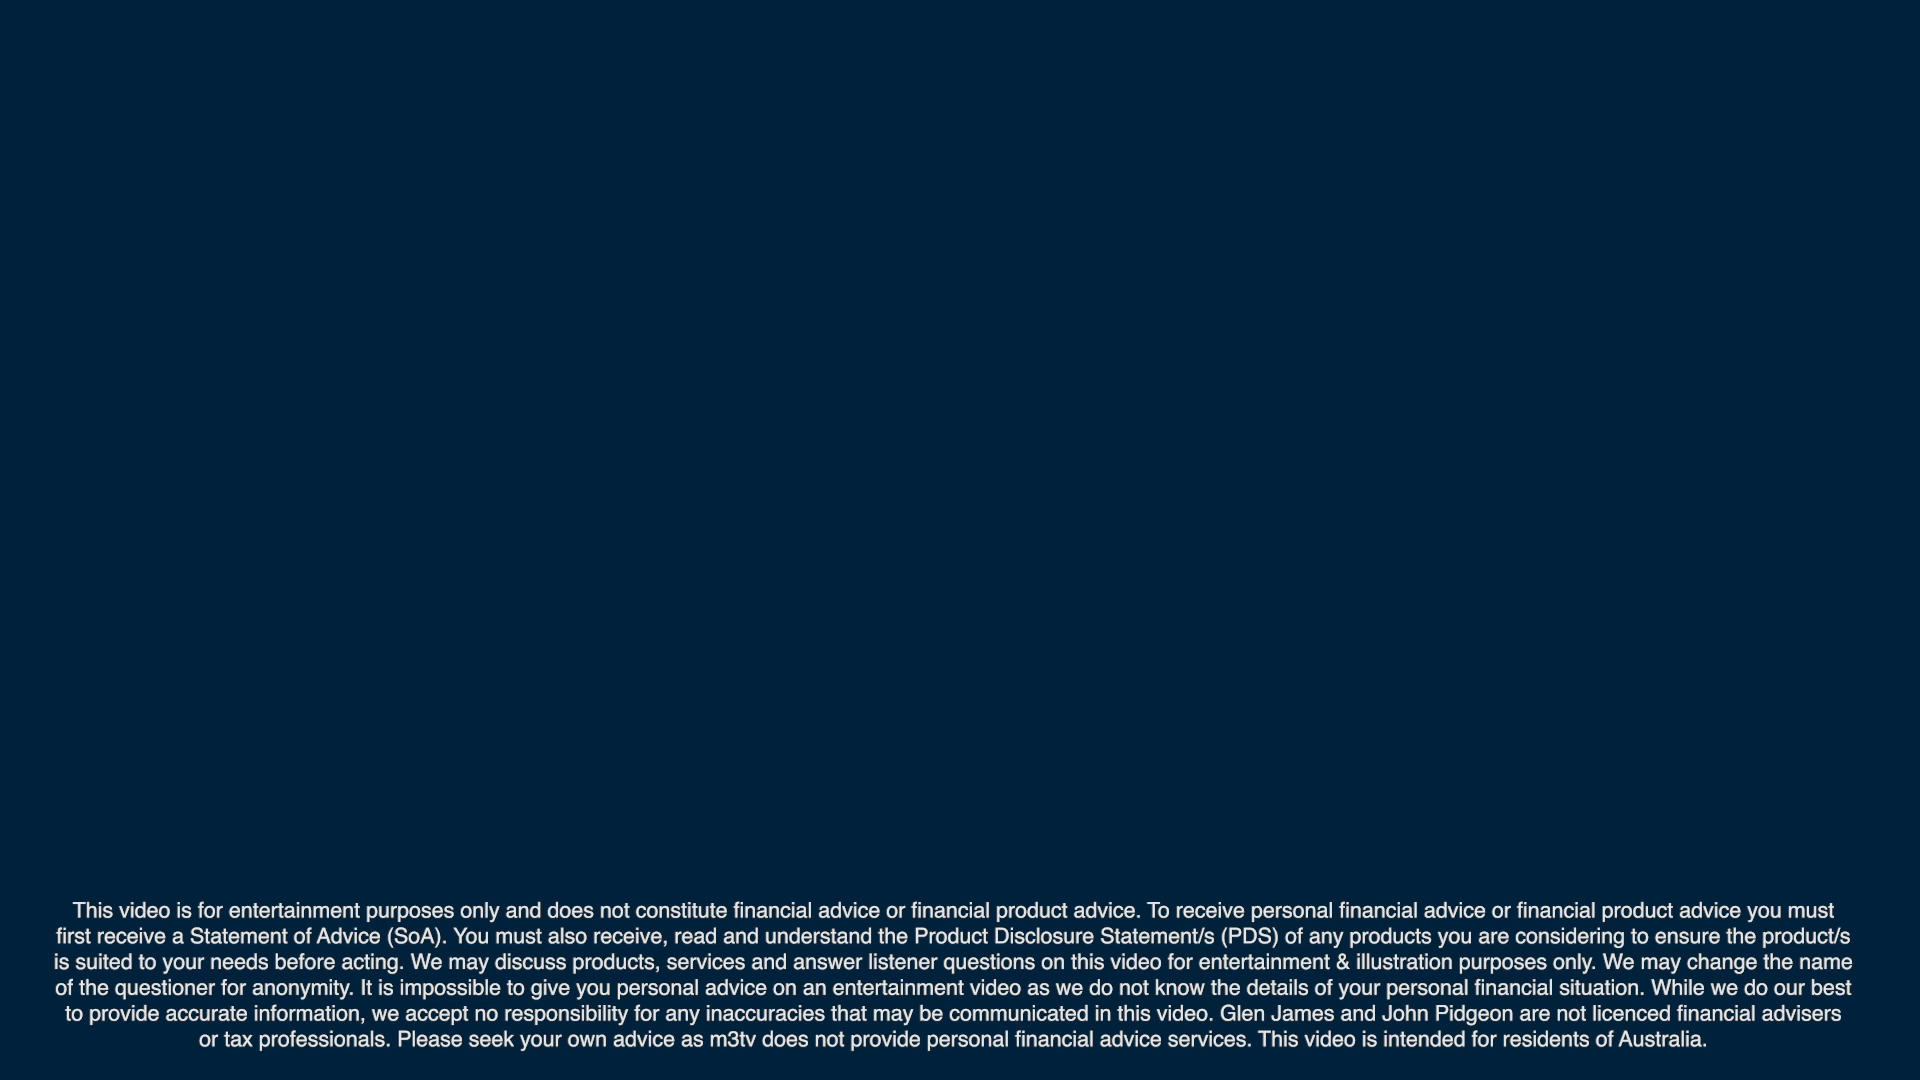 This video is for entertainment purposes only and does not constitute financial advice or financial product advice. To receive personal financial advice or financial product advice you must
first receive a Statement of Advice (SoA). You must also receive, read and understand the Product Disclosure Statement/s (PDS) of any products you are considering to ensure the product/s
is suited to your needs before acting. We may discuss products, services and answer listener questions on this video for entertainment & illustration purposes only. We may change the name
of the questioner for anonymity. It is impossible to give you personal advice on an entertainment video as we do not know the details of your personal financial situation. While we do our best
to provide accurate information, we accept no responsibility for any inaccuracies that may be communicated in this video. Glen James and John Pidgeon are not licenced financial advisers
or tax professionals. Please seek your own advice as m3tv does not provide personal financial advice services. This video is intended for residents of Australia.